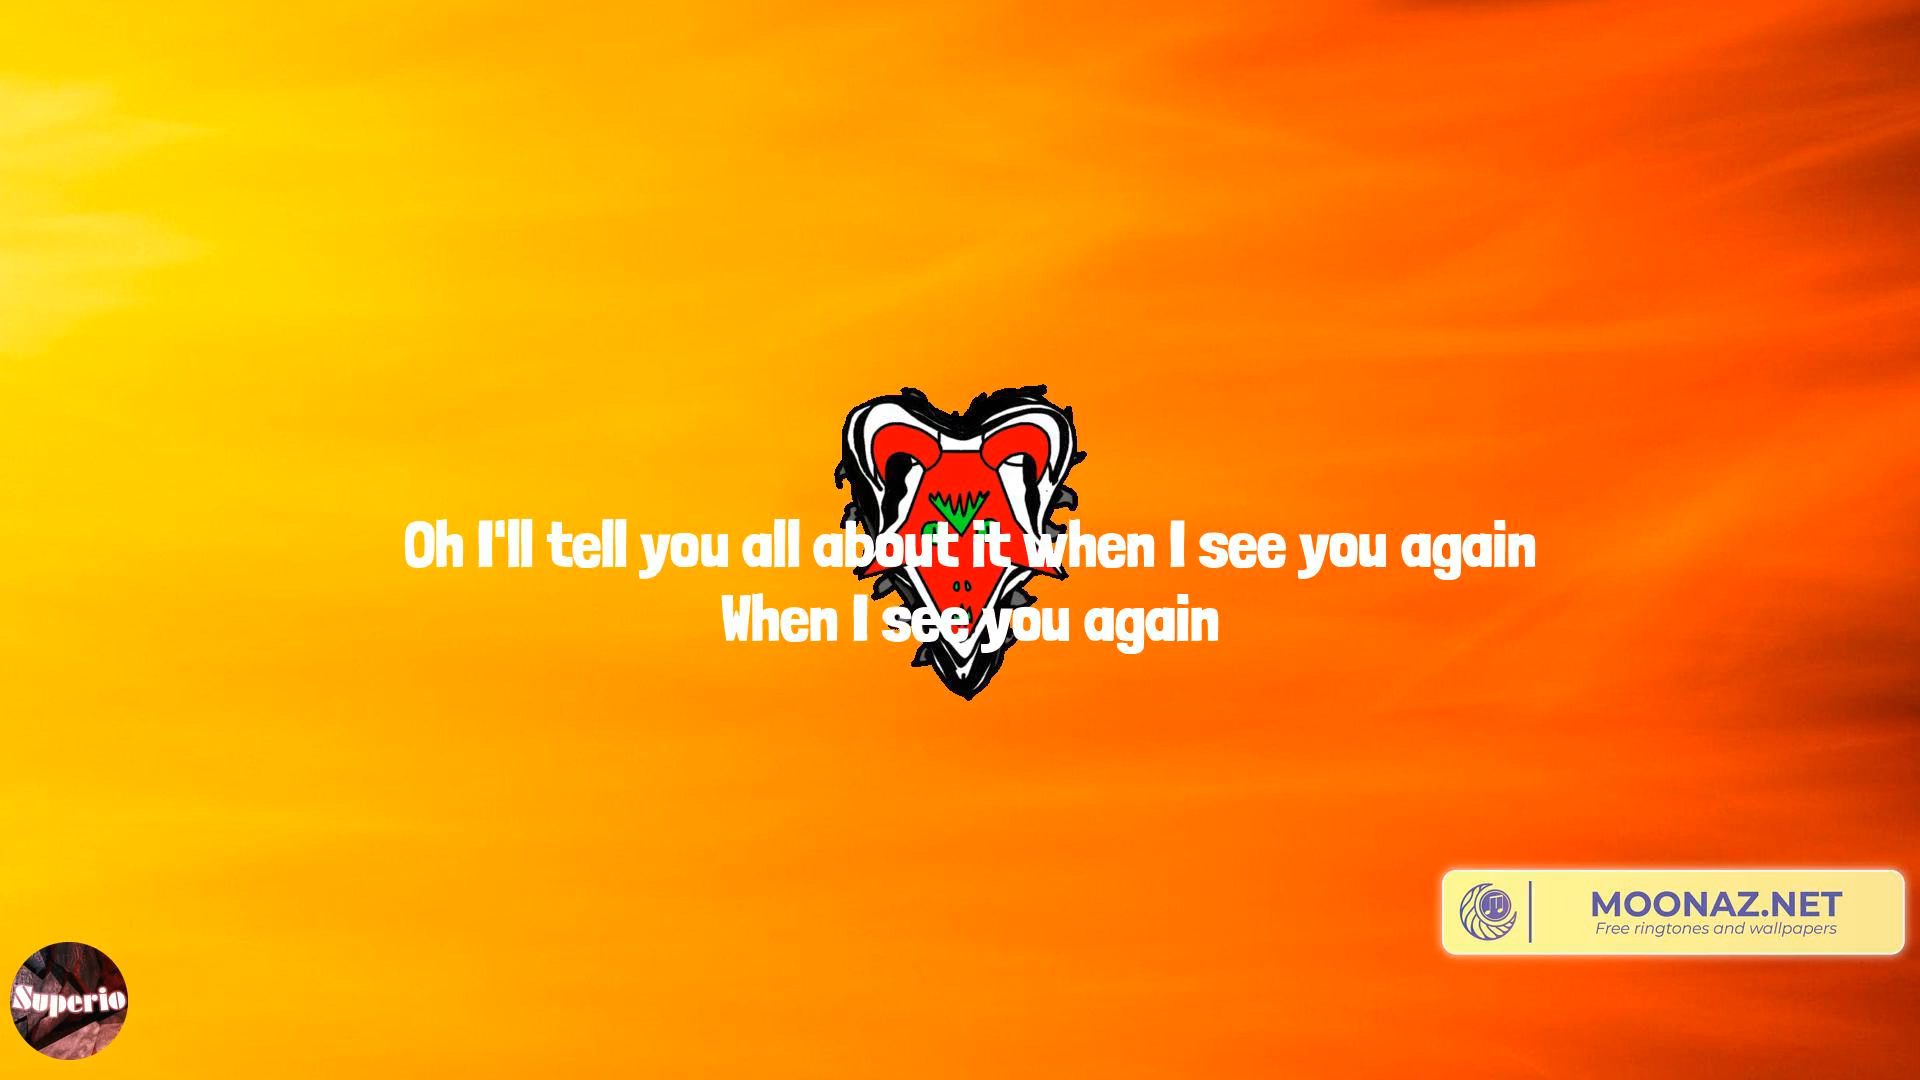 Oh I'll tell you all about it when I see you again
When I see you again
MOONAZ.NET
Free ringtones and wallpapers
Superio